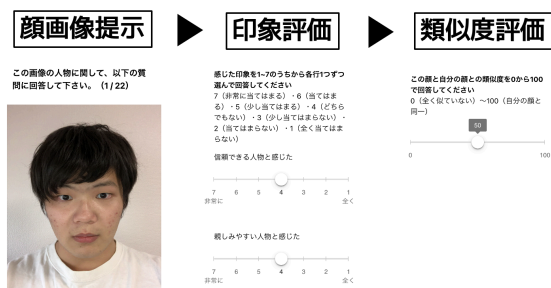 顔画像提示
印象評価
類似度評価
この画像の人物に関して、以下の質
問に回答して下さい。（1 / 22）
感じた印象を1~7のうちから各行1つずつ
選んで回答してください
7（非常に当てはまる）・6（当てはま
る）・5（少し当てはまる）・4（どちら
でもない）・3（少し当てはまらない）・
2（当てはまらない）・1（全く当てはま
らない）
信頼できる人物と感じた
7 6 5 4 3 2 1
非常に 全く
親しみやすい人物と感じた
7 6 5 4 3 2 1
非常に 全く
この顔と自分の顔との類似度を0から100
で回答してください
0（全く似ていない）〜100（自分の顔と
同一）
50
0 100